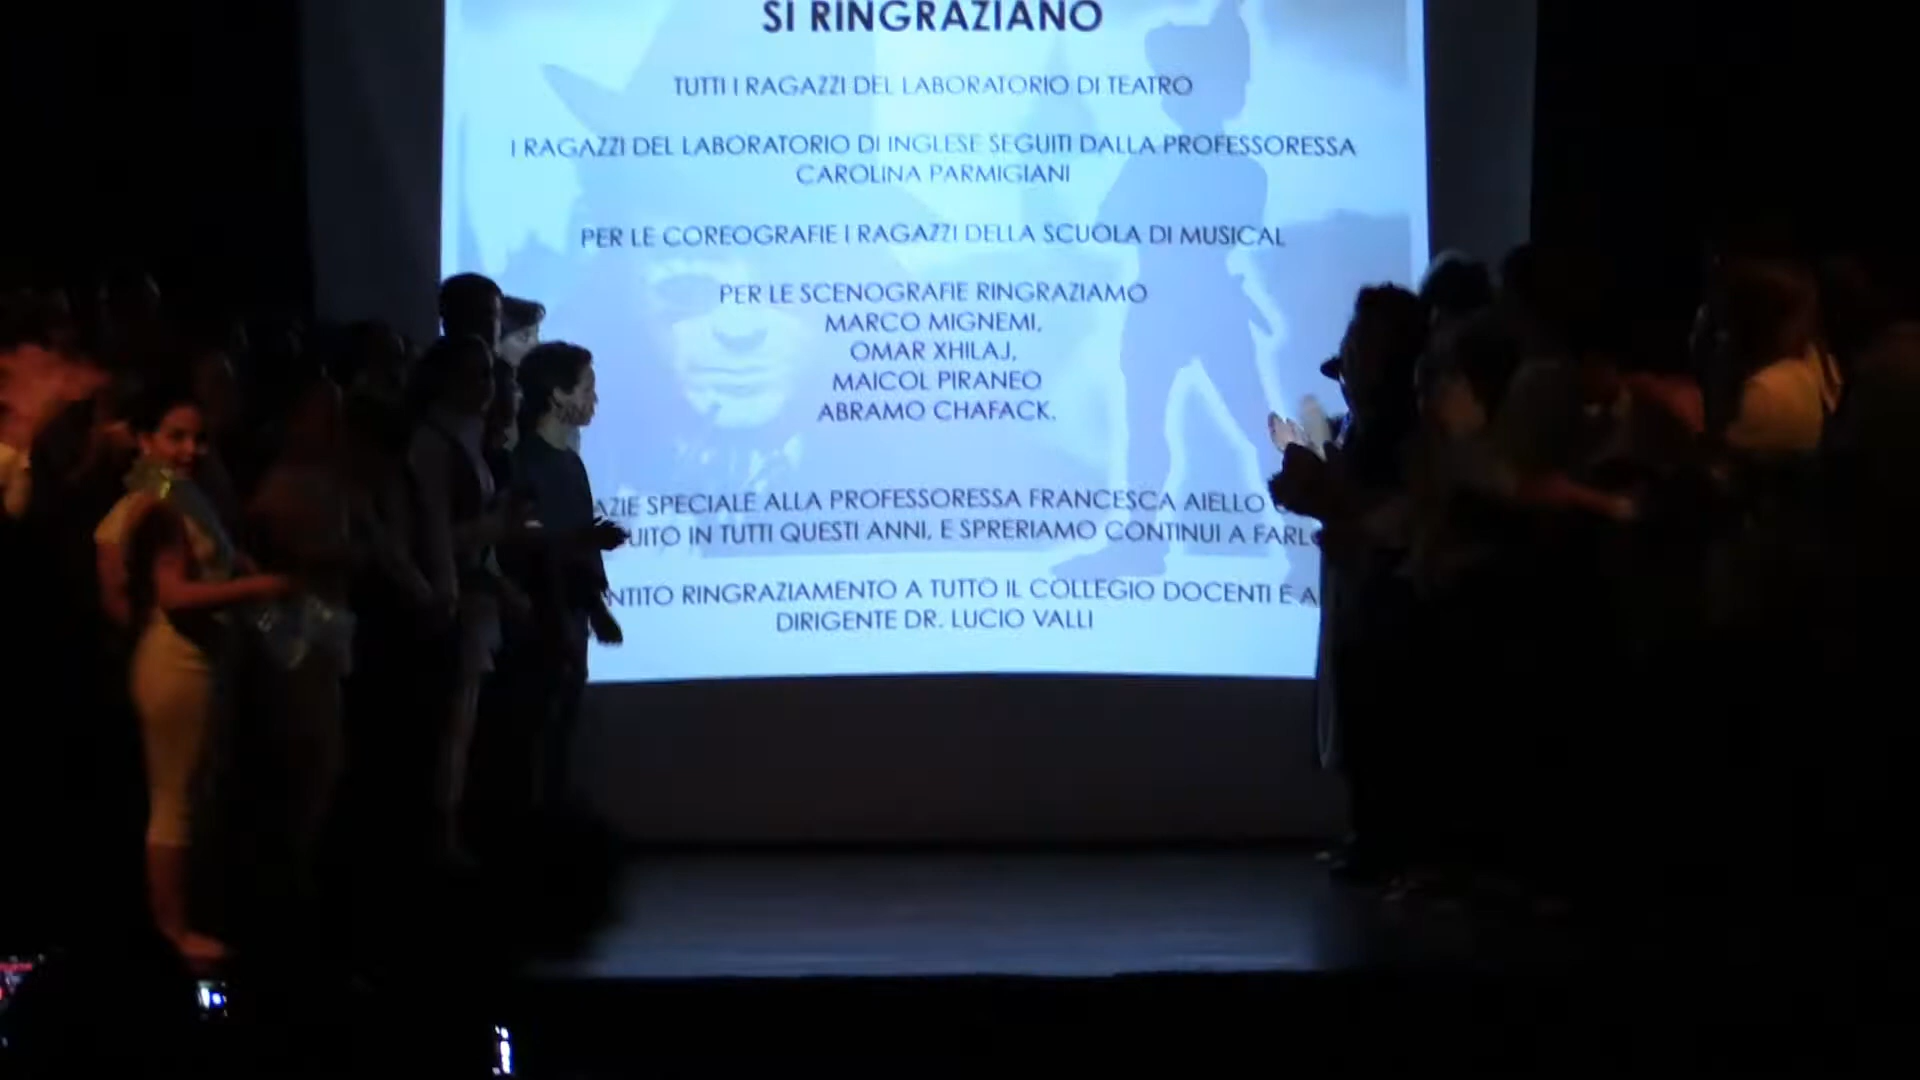 SI RINGRAZIANO
TUTTI I RAGAZZI DEL LABORATORIO DI TEATRO
I RAGAZZI DEL LABORATORIO DI INGLESE SEGUITI DALLA PROFESSORESSA
CAROLINA PARMIGIANI
PER LE COREOGRAFIE I RAGAZZI DELLA SCUOLA DI MUSICAL
PER LE SCENOGRAFIE RINGRAZIAMO
MARCO MIGNEMI,
OMAR XHILAJ,
MAICOL PIRANEO
ABRAMO CHAFACK.
SPECIALE ALLA PROFESSORESSA FRANCESCA AIELLO
IN TUTTI QUESTI ANNI, E SPRERIAMO CONTINUI A
RINGRAZIAMENTO A TUTTO IL COLLEGIO DOCENTI E
DIRIGENTE DR. LUCIO VALLI